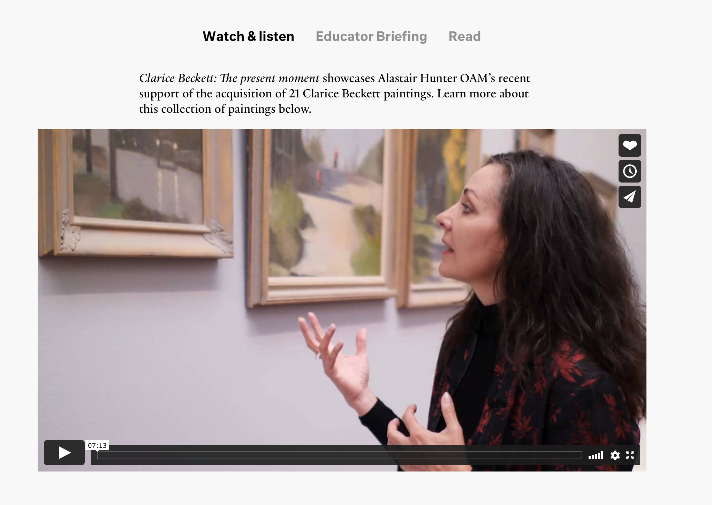 Watch & listen Educator Briefing Read
Clarice Beckett: The present moment showcases Alastair Hunter OAM's recent
support of the acquisition of 21 Clarice Beckett paintings. Learn more about
this collection of paintings below.
07:13